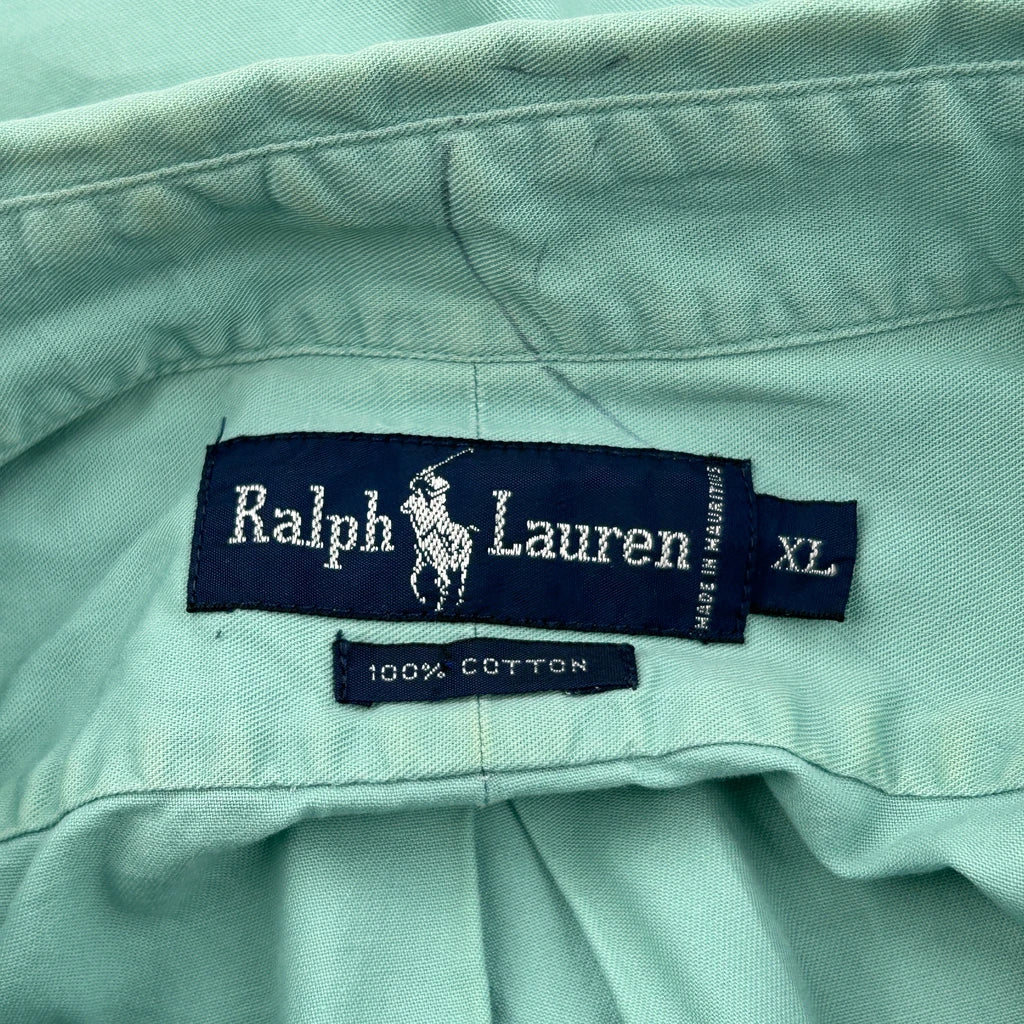 Ralph Lauren
MADE IN MAURITIUS
XL
100% COTTON